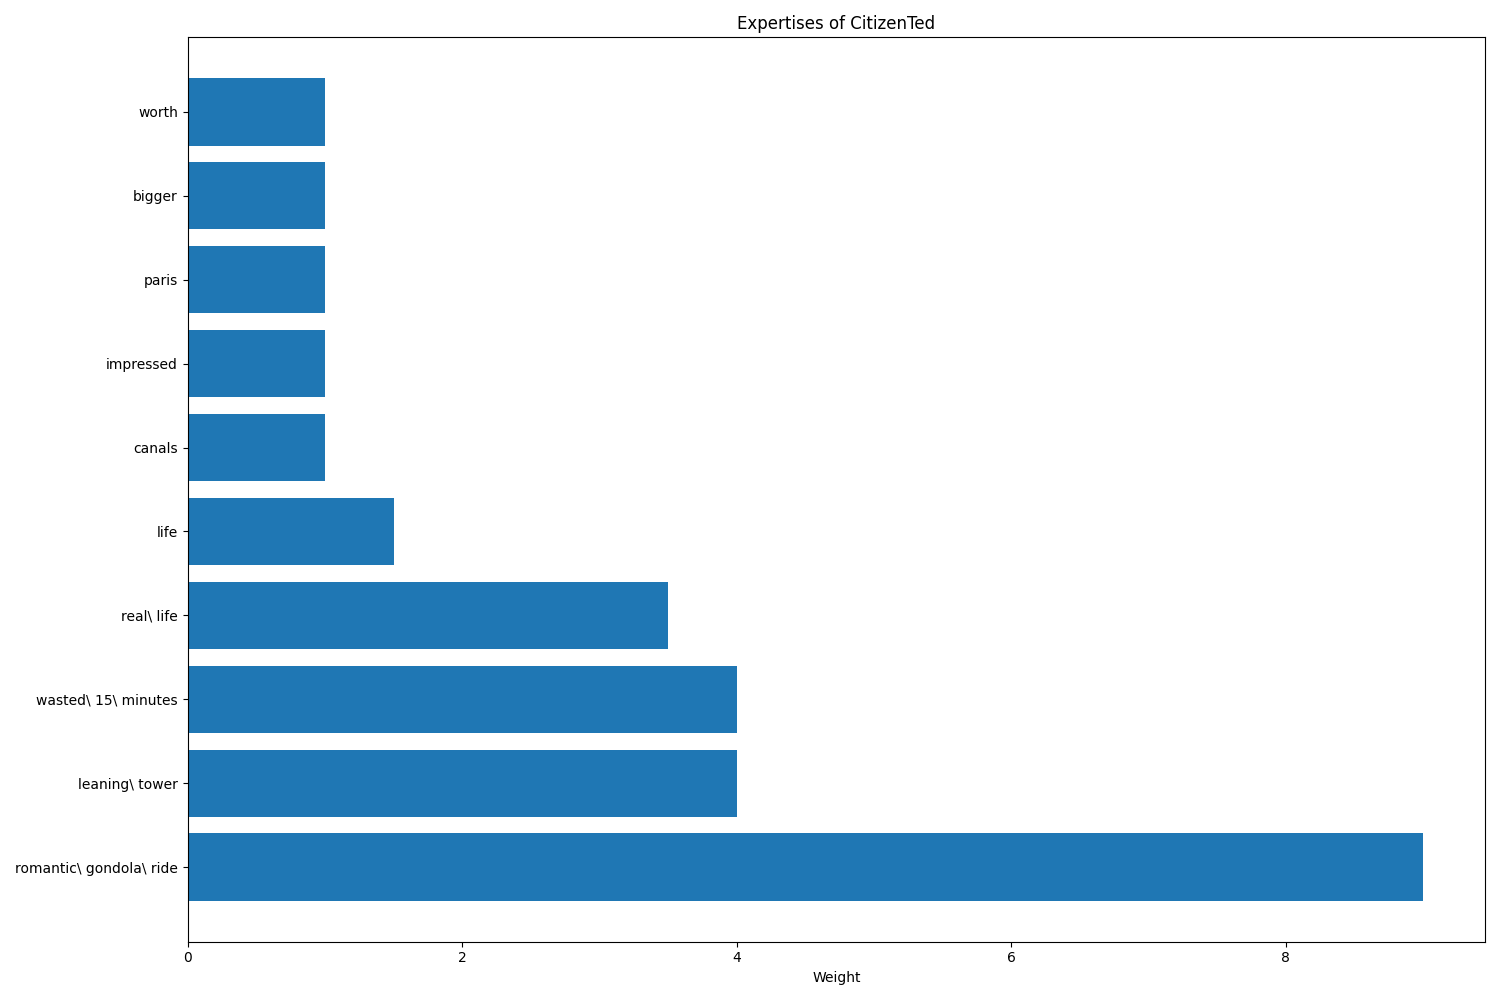 Expertises of CitizenTed
worth
bigger
paris
impressed
canals
life
real\ life
wasted\ 15\ minutes
leaning\ tower
romantic\ gondola\ ride
0 2 4 6 8
Weight